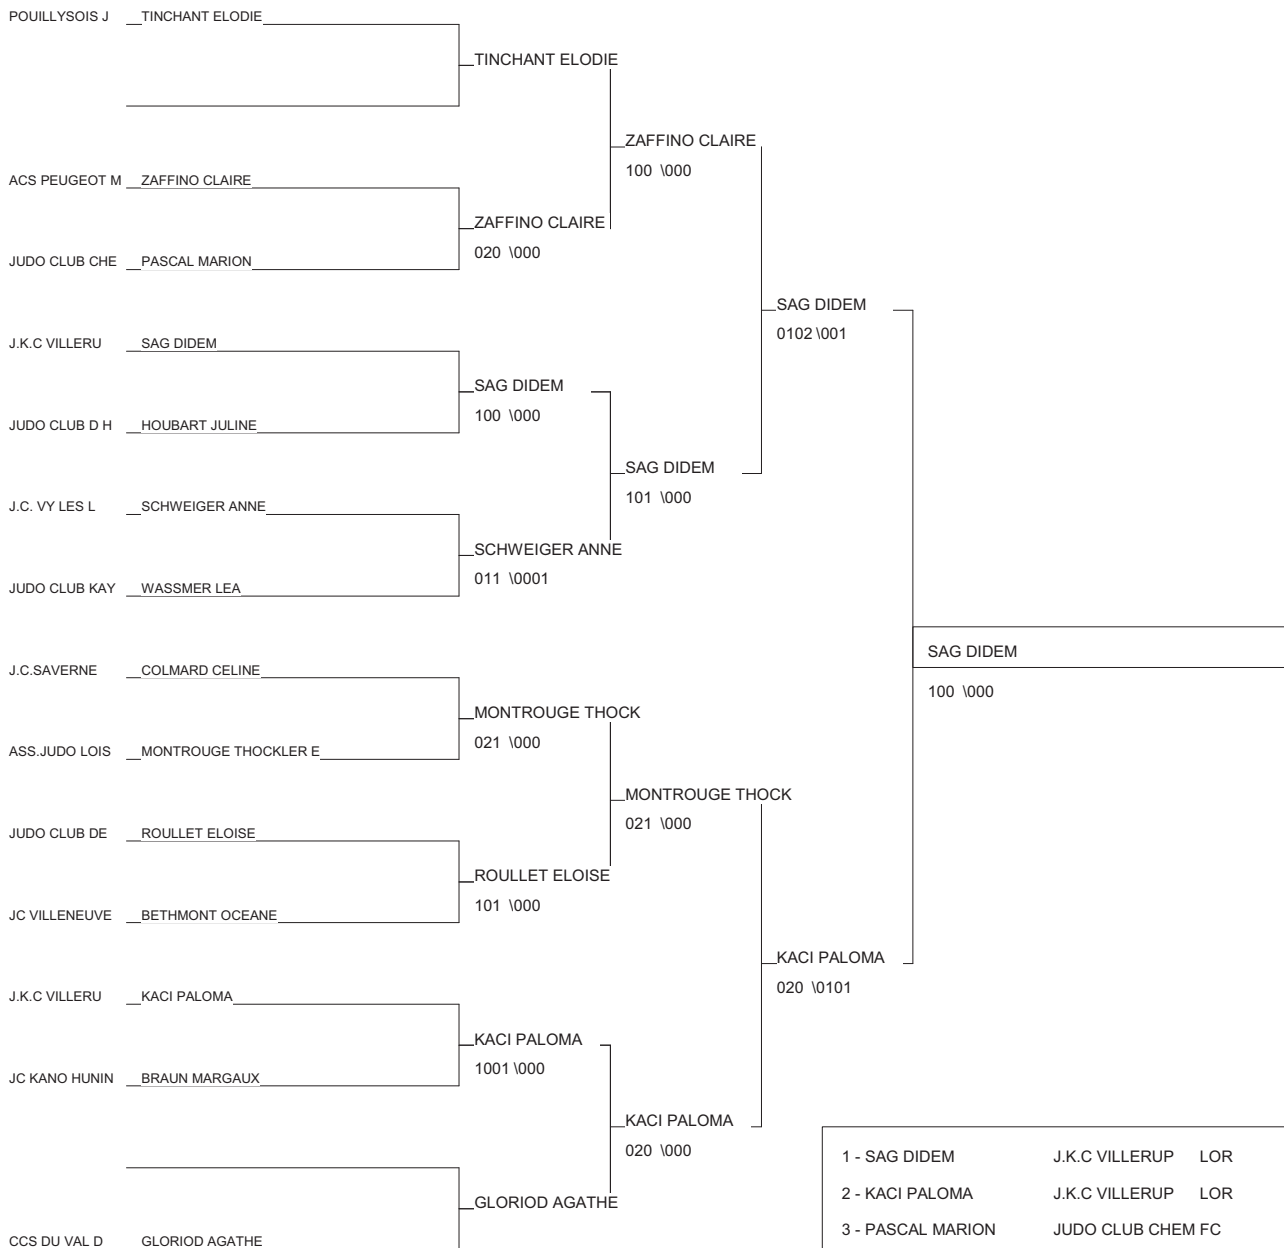 POUILLYSOIS J TINCHANT ELODIE
TINCHANT ELODIE
ZAFFINO CLAIRE
100 \000
ACS PEUGEOT M ZAFFINO CLAIRE
ZAFFINO CLAIRE
020 \000
JUDO CLUB CHE PASCAL MARION
SAG DIDEM
0102 \001
J.K.C VILLERU SAG DIDEM
SAG DIDEM
100 \000
JUDO CLUB D H HOUBART JULINE
SAG DIDEM
101 \000
J.C. VY LES L SCHWEIGER ANNE
SCHWEIGER ANNE
011 \0001
JUDO CLUB KAY WASSMER LEA
SAG DIDEM
100 \000
J.C.SAVERNE COLMARD CELINE
MONTROUGE THOCK
021 \000
ASS.JUDO LOIS MONTROUGE THOCKLER E
MONTROUGE THOCK
021 \000
JUDO CLUB DE ROULLET ELOISE
ROULLET ELOISE
101 \000
JC VILLENEUVE BETHMONT OCEANE
KACI PALOMA
020 \0101
J.K.C VILLERU KACI PALOMA
KACI PALOMA
1001 \000
JC KANO HUNIN BRAUN MARGAUX
KACI PALOMA
020 \000
GLORIOD AGATHE
CCS DU VAL D GLORIOD AGATHE
1 - SAG DIDEM J.K.C VILLERUP LOR
2 - KACI PALOMA J.K.C VILLERUP LOR
3 - PASCAL MARION JUDO CLUB CHEM FC